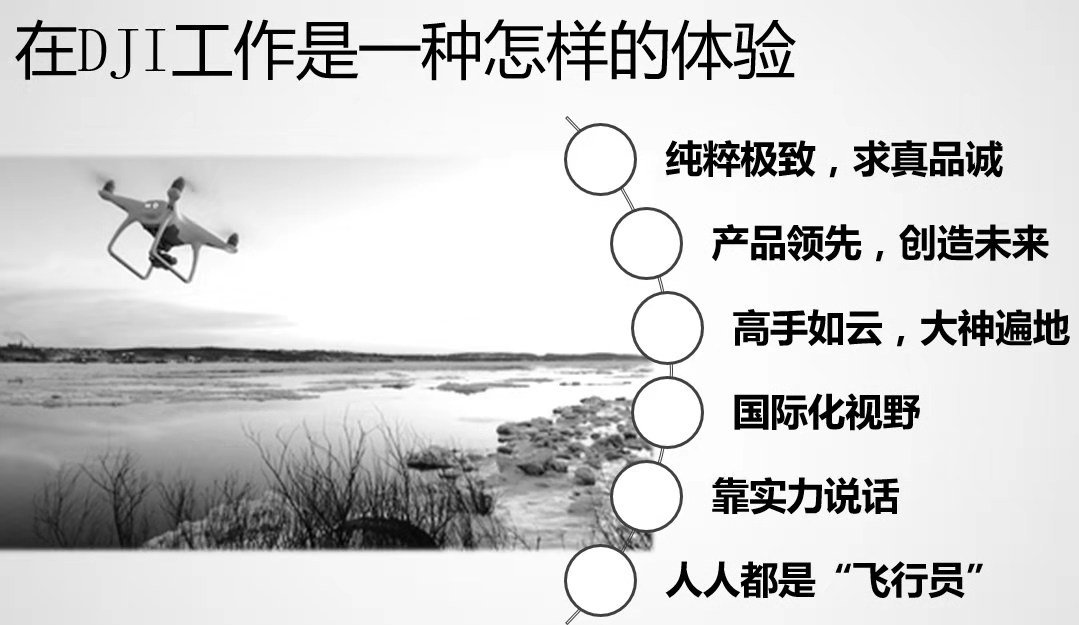 在DJI工作是一种怎样的体验
纯粹极致，求真品诚
产品领先，创造未来
高手如云，大神遍地
国际化视野
靠实力说话
人人都是“飞行员”